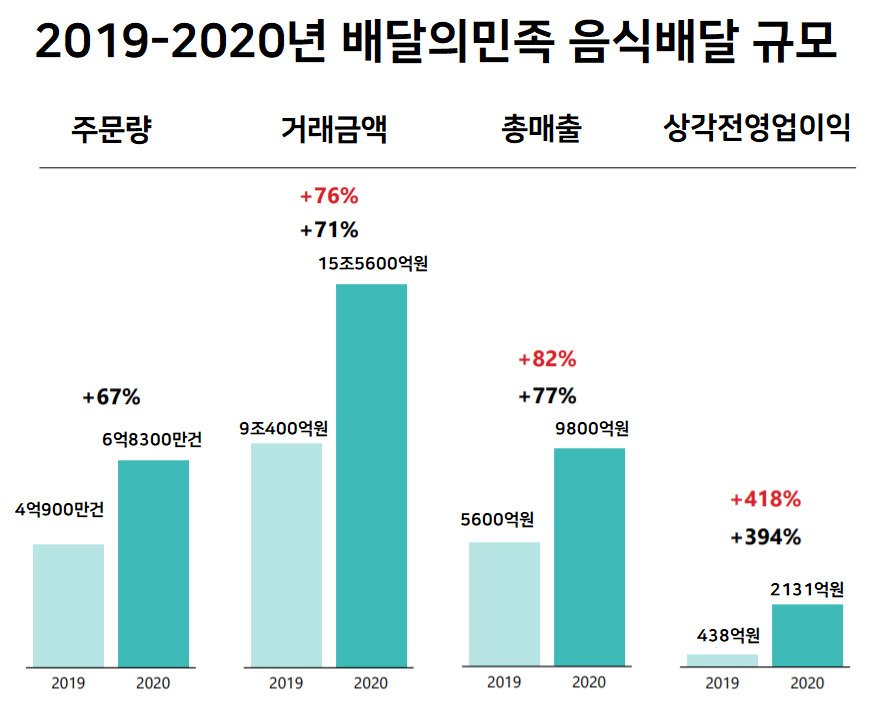 2019-2020년 배달의민족 음식배달 규모
주문량 거래금액 총매출 상각전영업이익
+76%
+71%
15조5600억원
+82%
+67%
+77%
9조400억원
9800억원
6억8300만건
4억900만건
5600억원
+418%
+394%
2131억원
438억원
2019 2020 2019 2020 2019 2020 2019 2020